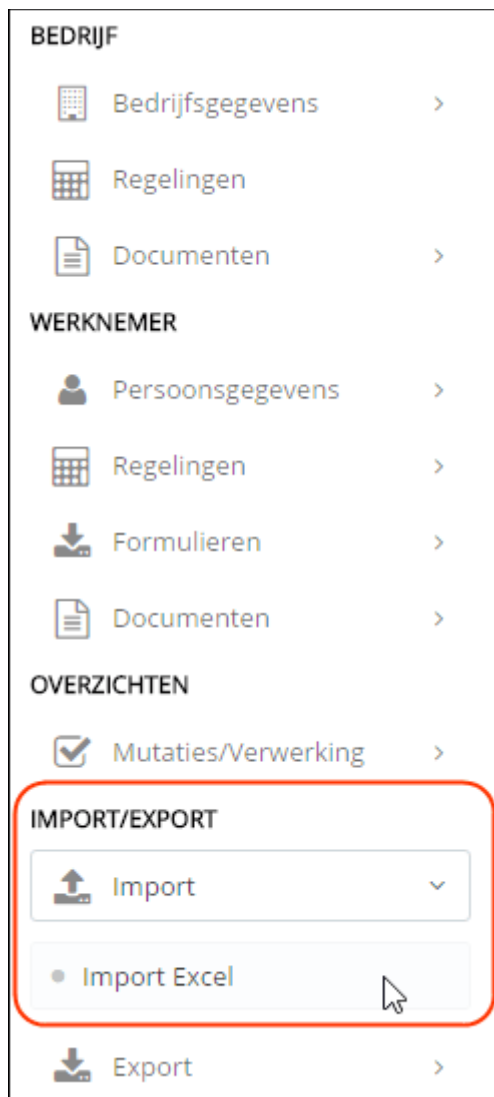 BEDRIJF
Bedrijfsgegevens
Regelingen
Documenten
WERKNEMER
Persoonsgegevens
Regelingen
Formulieren
Documenten
OVERZICHTEN
Mutaties/Verwerking
IMPORT/EXPORT
Import
Import Excel
Export